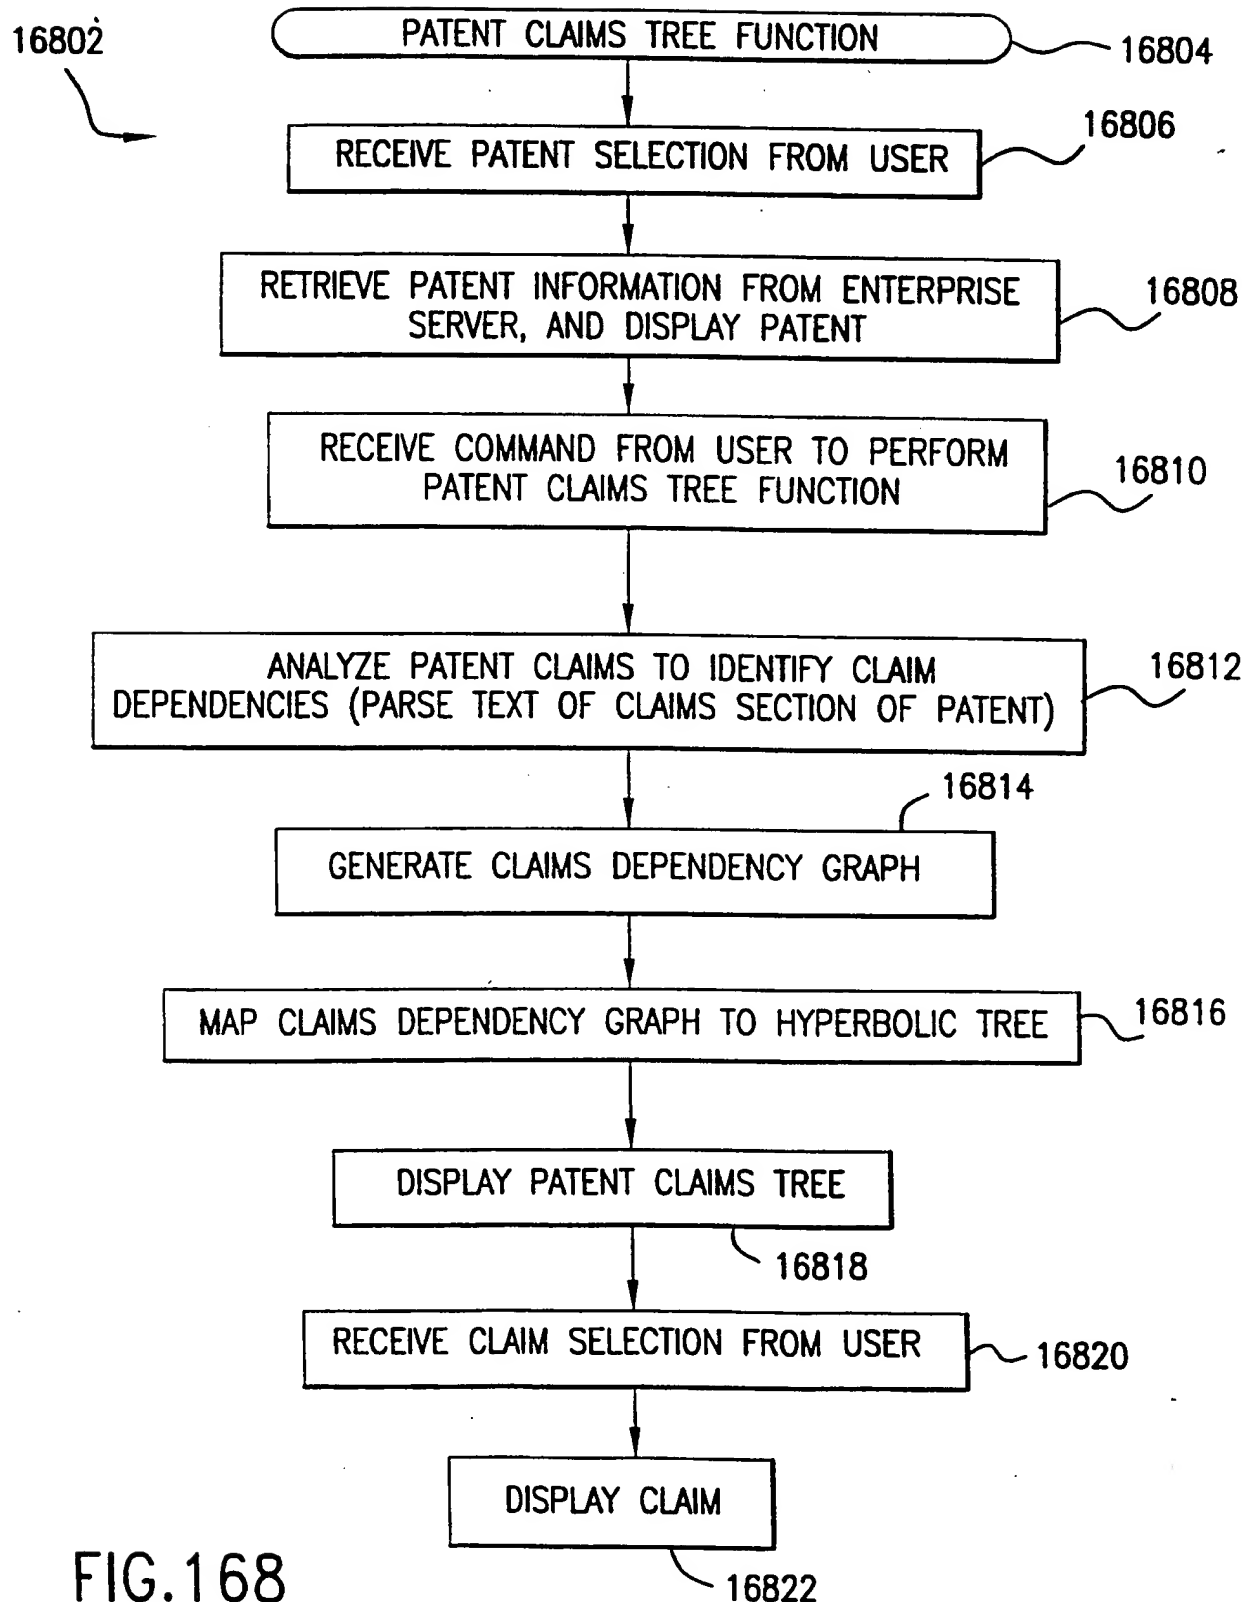 16802
PATENT CLAIMS TREE FUNCTION
16804
RECEIVE PATENT SELECTION FROM USER
16806
RETRIEVE PATENT INFORMATION FROM ENTERPRISE
SERVER, AND DISPLAY PATENT
16808
RECEIVE COMMAND FROM USER TO PERFORM
PATENT CLAIMS TREE FUNCTION
16810
ANALYZE PATENT CLAIMS TO IDENTIFY CLAIM
DEPENDENCIES (PARSE TEXT OF CLAIMS SECTION OF PATENT)
16812
16814
GENERATE CLAIMS DEPENDENCY GRAPH
MAP CLAIMS DEPENDENCY GRAPH TO HYPERBOLIC TREE
16816
DISPLAY PATENT CLAIMS TREE
16818
RECEIVE CLAIM SELECTION FROM USER
16820
DISPLAY CLAIM
16822
FIG.168